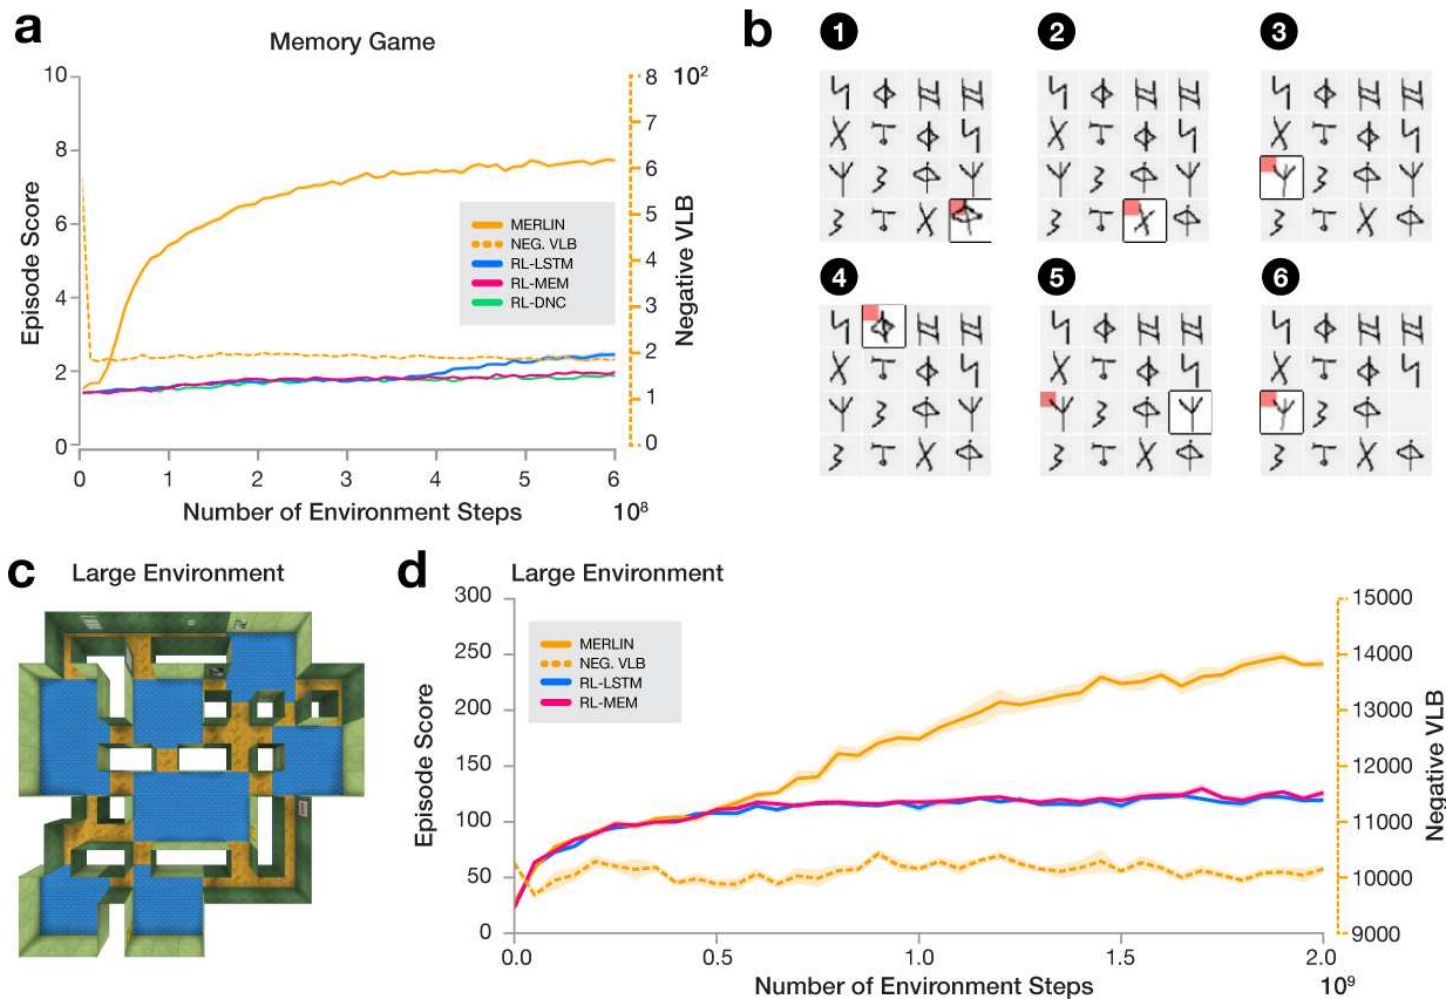 a
Memory Game
10
8
6
4
2
0
Episode Score
0 1 2 3 4 5 6
Number of Environment Steps 10⁸
8 10²
7
6
5
4
3
2
1
0
Negative VLB
MERLIN
NEG. VLB
RL-LSTM
RL-MEM
RL-DNC
b
1 2 3
4 5 6
c Large Environment
d Large Environment
300
250
200
150
100
50
0
Episode Score
MERLIN
NEG. VLB
RL-LSTM
RL-MEM
15000
14000
13000
12000
11000
10000
9000
Negative VLB
0.0 0.5 1.0 1.5 2.0
Number of Environment Steps 10⁹